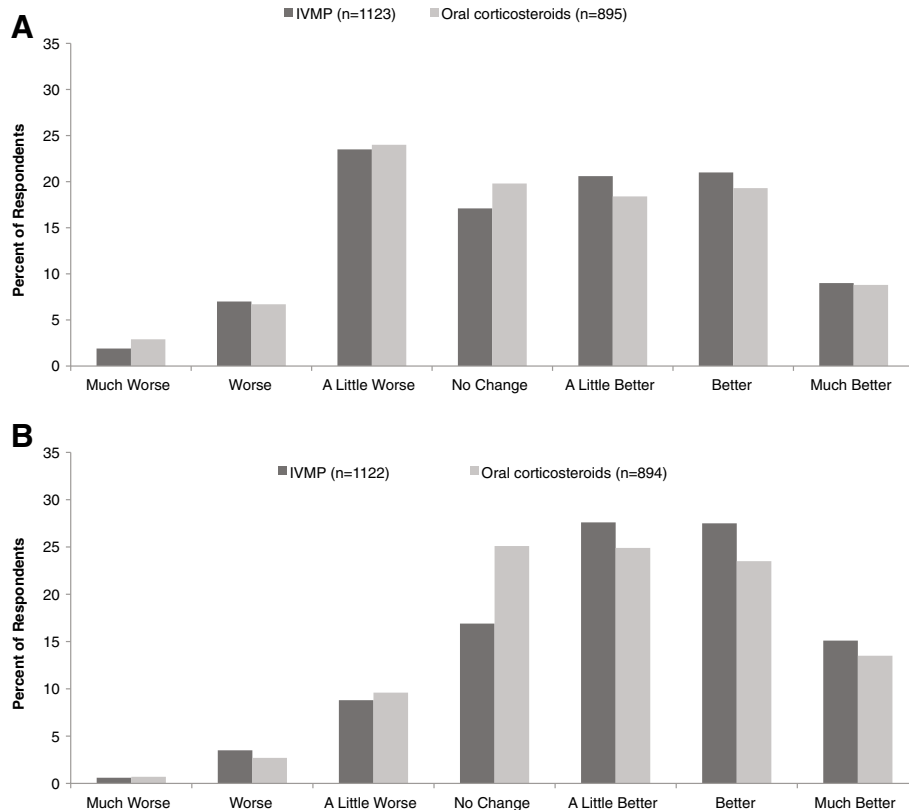 IVMP (n=1123) Oral corticosteroids (n=895)
A
35
30
25
20
15
10
5
0
Percent of Respondents
Much Worse Worse A Little Worse No Change A Little Better Better Much Better
B
IVMP (n=1122) Oral corticosteroids (n=894)
35
30
25
20
15
10
5
0
Percent of Respondents
Much Worse Worse A Little Worse No Change A Little Better Better Much Better